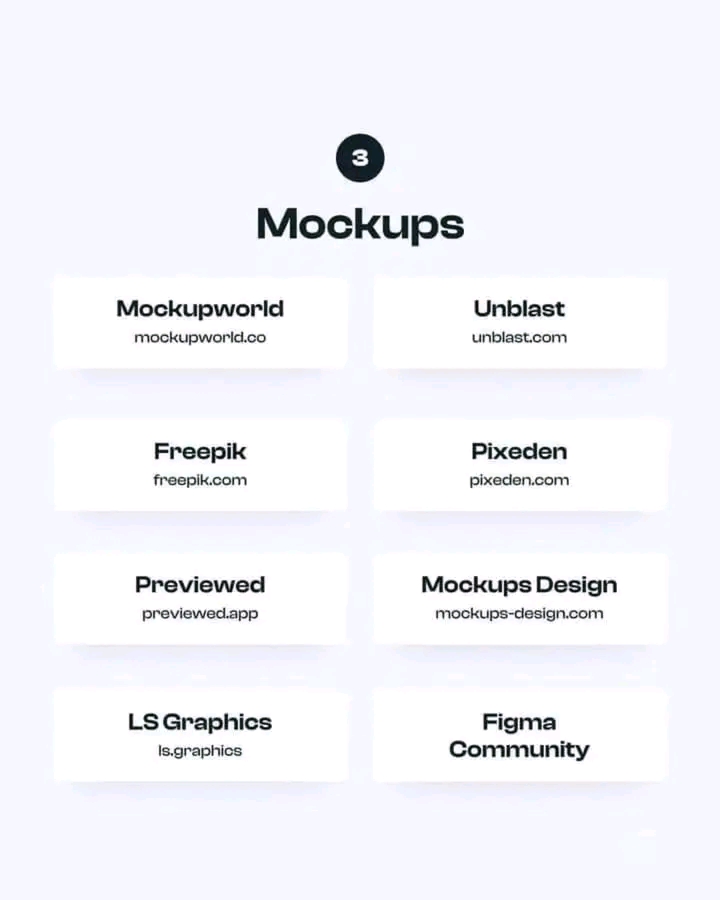 3
Mockups
Mockupworld
mockupworld.co
Unblast
unblast.com
Freepik
freepik.com
Pixeden
pixeden.com
Previewed
previewed.app
Mockups Design
mockups-design.com
LS Graphics
ls.graphics
Figma
Community